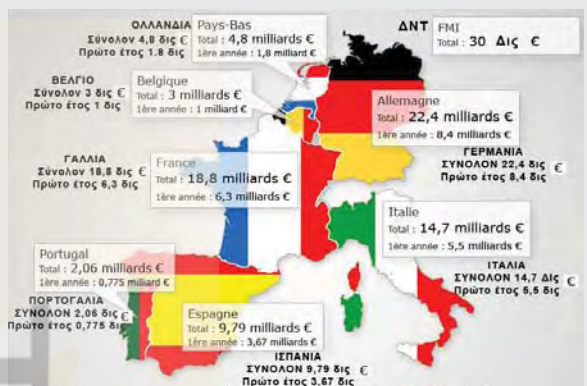 ΟΛΛΑΝΔΙΑ
Σύνολον 4,8 δις €
Πρώτο έτος 1.8 δις
Pays-Bas
Total : 4,8 milliards €
1ère année : 1,8 milliard €
ΔΝΤ
FMI
Total : 30 Δις €
ΒΕΛΓΙΟ
Σύνολον 3 δις €
Πρώτο έτος 1 δις
Belgique
Total : 3 milliards €
1ère année : 1 milliard €
Allemagne
Total : 22,4 milliards €
1ère année : 8,4 milliards €
ΓΕΡΜΑΝΙΑ
ΣΥΝΟΛΟΝ 22,4 δις €
Πρώτο έτος 8,4 δις
ΓΑΛΛΙΑ
Σύνολον 18,8 δις €
Πρώτο έτος 6,3 δις
France
Total : 18,8 milliards €
1ère année : 6,3 milliards €
Italie
Total : 14,7 milliards €
1ère année : 5,5 milliards €
ΙΤΑΛΙΑ
ΣΥΝΟΛΟΝ 14,7 Δις €
Πρώτο έτος 5,5 δις
Portugal
Total : 2,06 milliards €
1ère année : 0,775 milliard €
ΠΟΡΤΟΓΑΛΙΑ
ΣΥΝΟΛΟΝ 2,06 δις €
Πρώτο έτος 0,775 δις
Espagne
Total : 9,79 milliards €
1ère année : 3,67 milliards €
ΙΣΠΑΝΙΑ
ΣΥΝΟΛΟΝ 9,79 δις €
Πρώτο έτος 3,67 δις